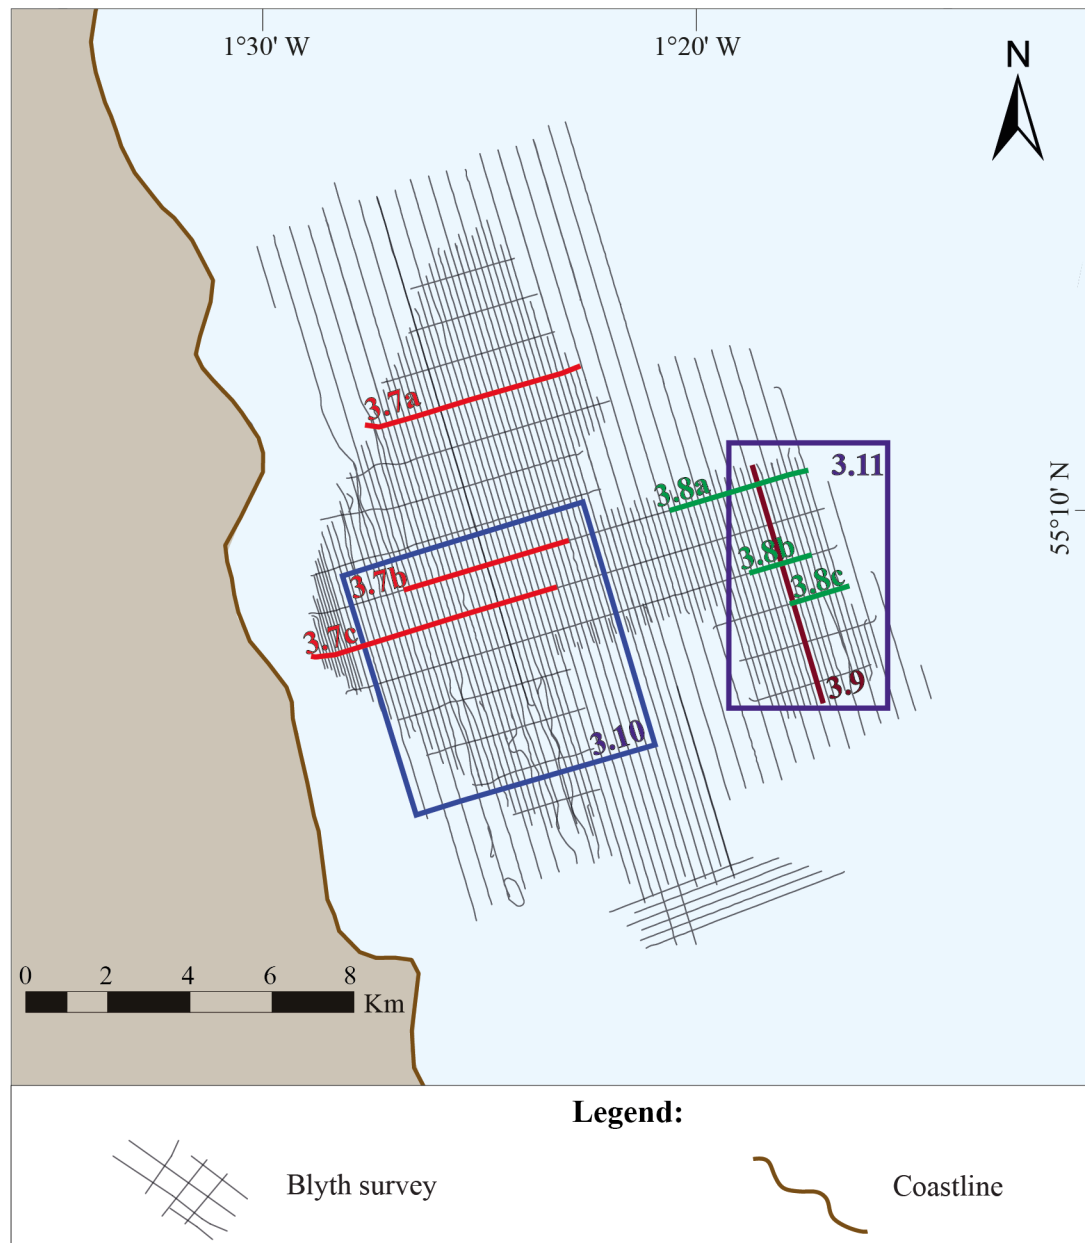 1°30' W
1°20' W
N
3.7a
3.11
3.8a
55°10' N
3.8b
3.7b
3.8c
3.7c
3.9
3.10
0 2 4 6 8
Km
Legend:
Blyth survey
Coastline